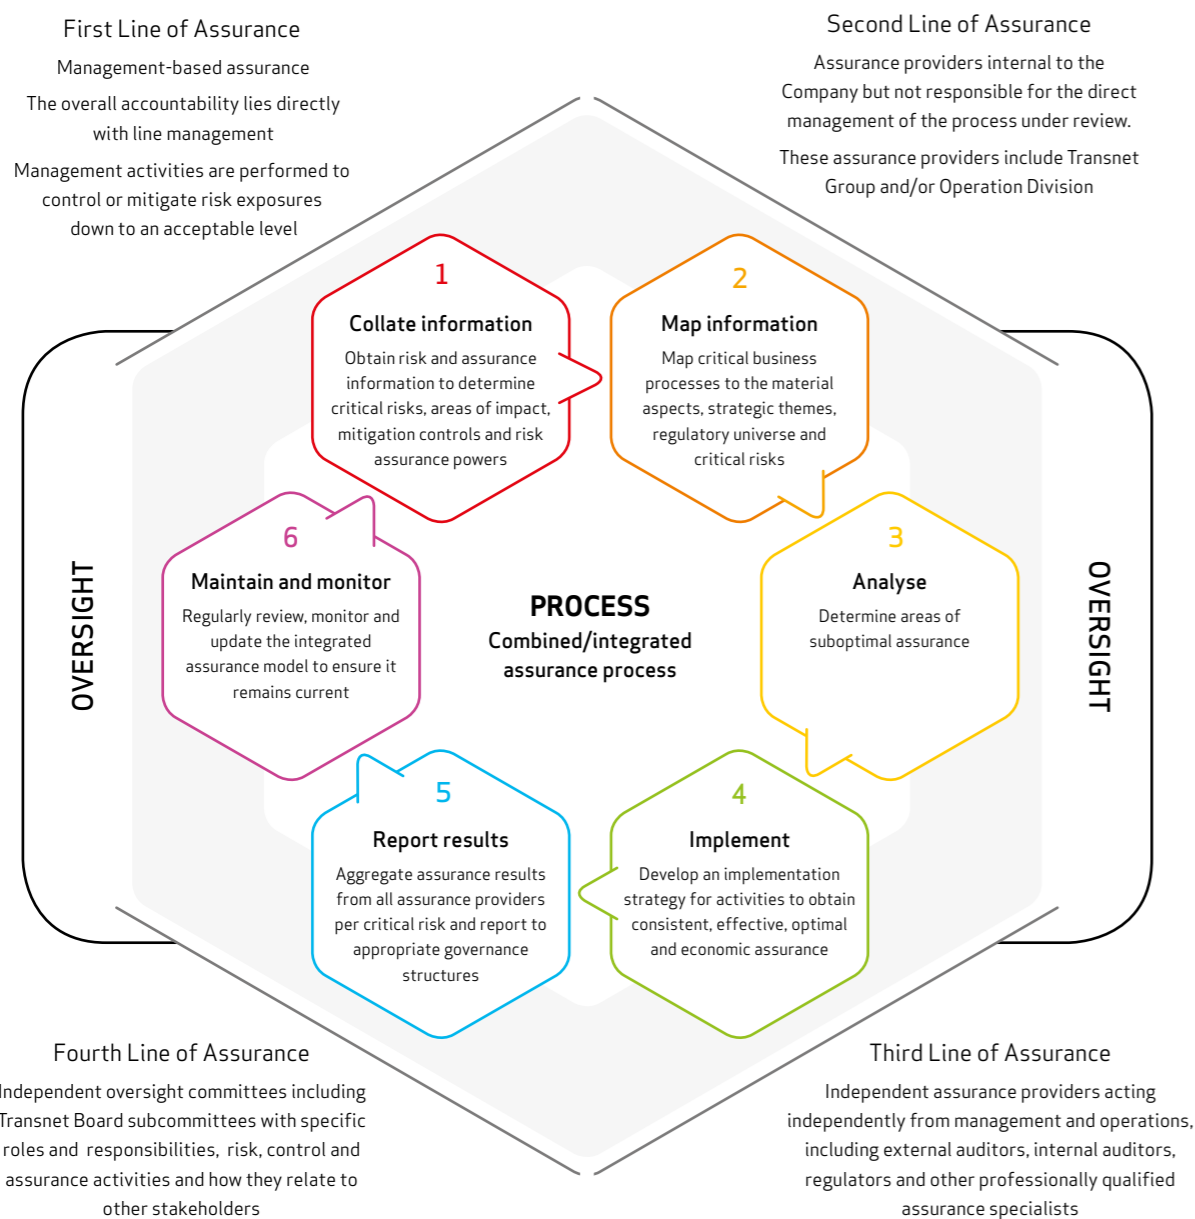 First Line of Assurance
Management-based assurance
The overall accountability lies directly
with line management
Management activities are performed to
control or mitigate risk exposures
down to an acceptable level
Second Line of Assurance
Assurance providers internal to the
Company but not responsible for the direct
management of the process under review.
These assurance providers include Transnet
Group and/or Operation Division
1
Collate information
Obtain risk and assurance
information to determine
critical risks, areas of impact,
mitigation controls and risk
assurance powers
2
Map information
Map critical business
processes to the material
aspects, strategic themes,
regulatory universe and
critical risks
OVERSIGHT
6
Maintain and monitor
Regularly review, monitor and
update the integrated
assurance model to ensure it
remains current
PROCESS
Combined/integrated
assurance process
3
Analyse
Determine areas of
suboptimal assurance
OVERSIGHT
5
Report results
Aggregate assurance results
from all assurance providers
per critical risk and report to
appropriate governance
structures
4
Implement
Develop an implementation
strategy for activities to obtain
consistent, effective, optimal
and economic assurance
Fourth Line of Assurance
Independent oversight committees including
Transnet Board subcommittees with specific
roles and responsibilities, risk, control and
assurance activities and how they relate to
other stakeholders
Third Line of Assurance
Independent assurance providers acting
independently from management and operations,
including external auditors, internal auditors,
regulators and other professionally qualified
assurance specialists